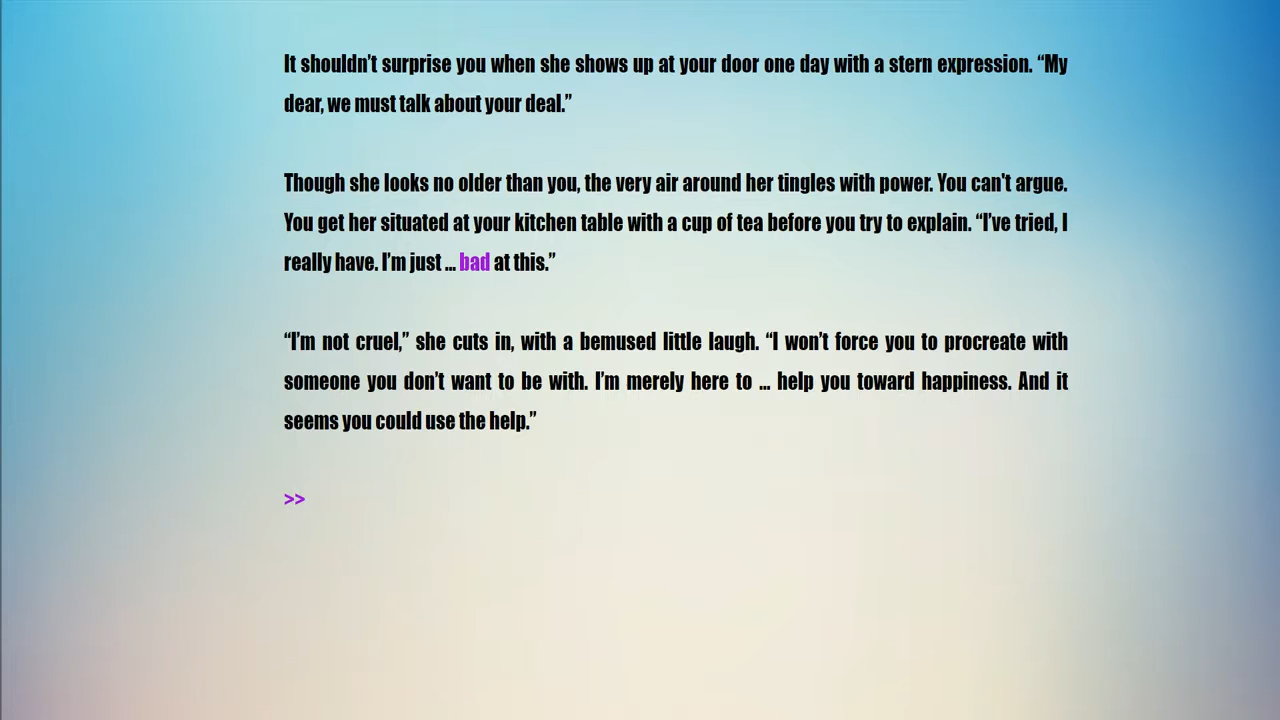 It shouldn’t surprise you when she shows up at your door one day with a stern expression. “My
dear, we must talk about your deal.”
Though she looks no older than you, the very air around her tingles with power. You can't argue.
You get her situated at your kitchen table with a cup of tea before you try to explain. “I’ve tried, I
really have. I’m just ... bad at this.”
“I’m not cruel,” she cuts in, with a bemused little laugh. “I won’t force you to procreate with
someone you don’t want to be with. I’m merely here to ... help you toward happiness. And it
seems you could use the help.”
>>